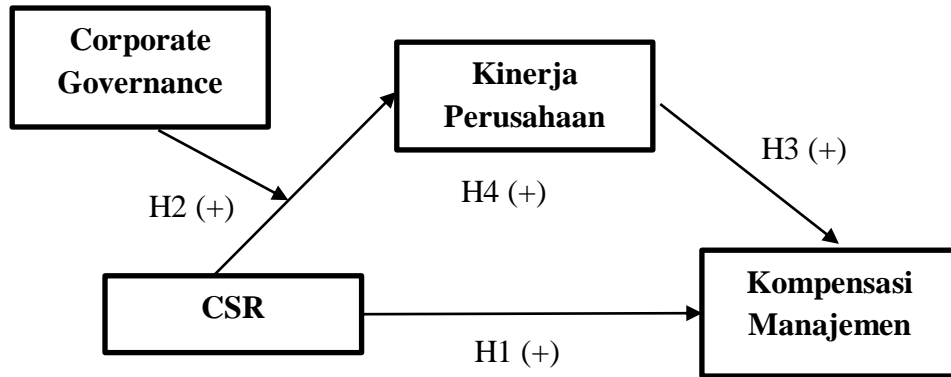 Corporate
Governance
Kinerja
Perusahaan
H3 (+)
H2 (+)
H4 (+)
CSR
Kompensasi
Manajemen
H1 (+)